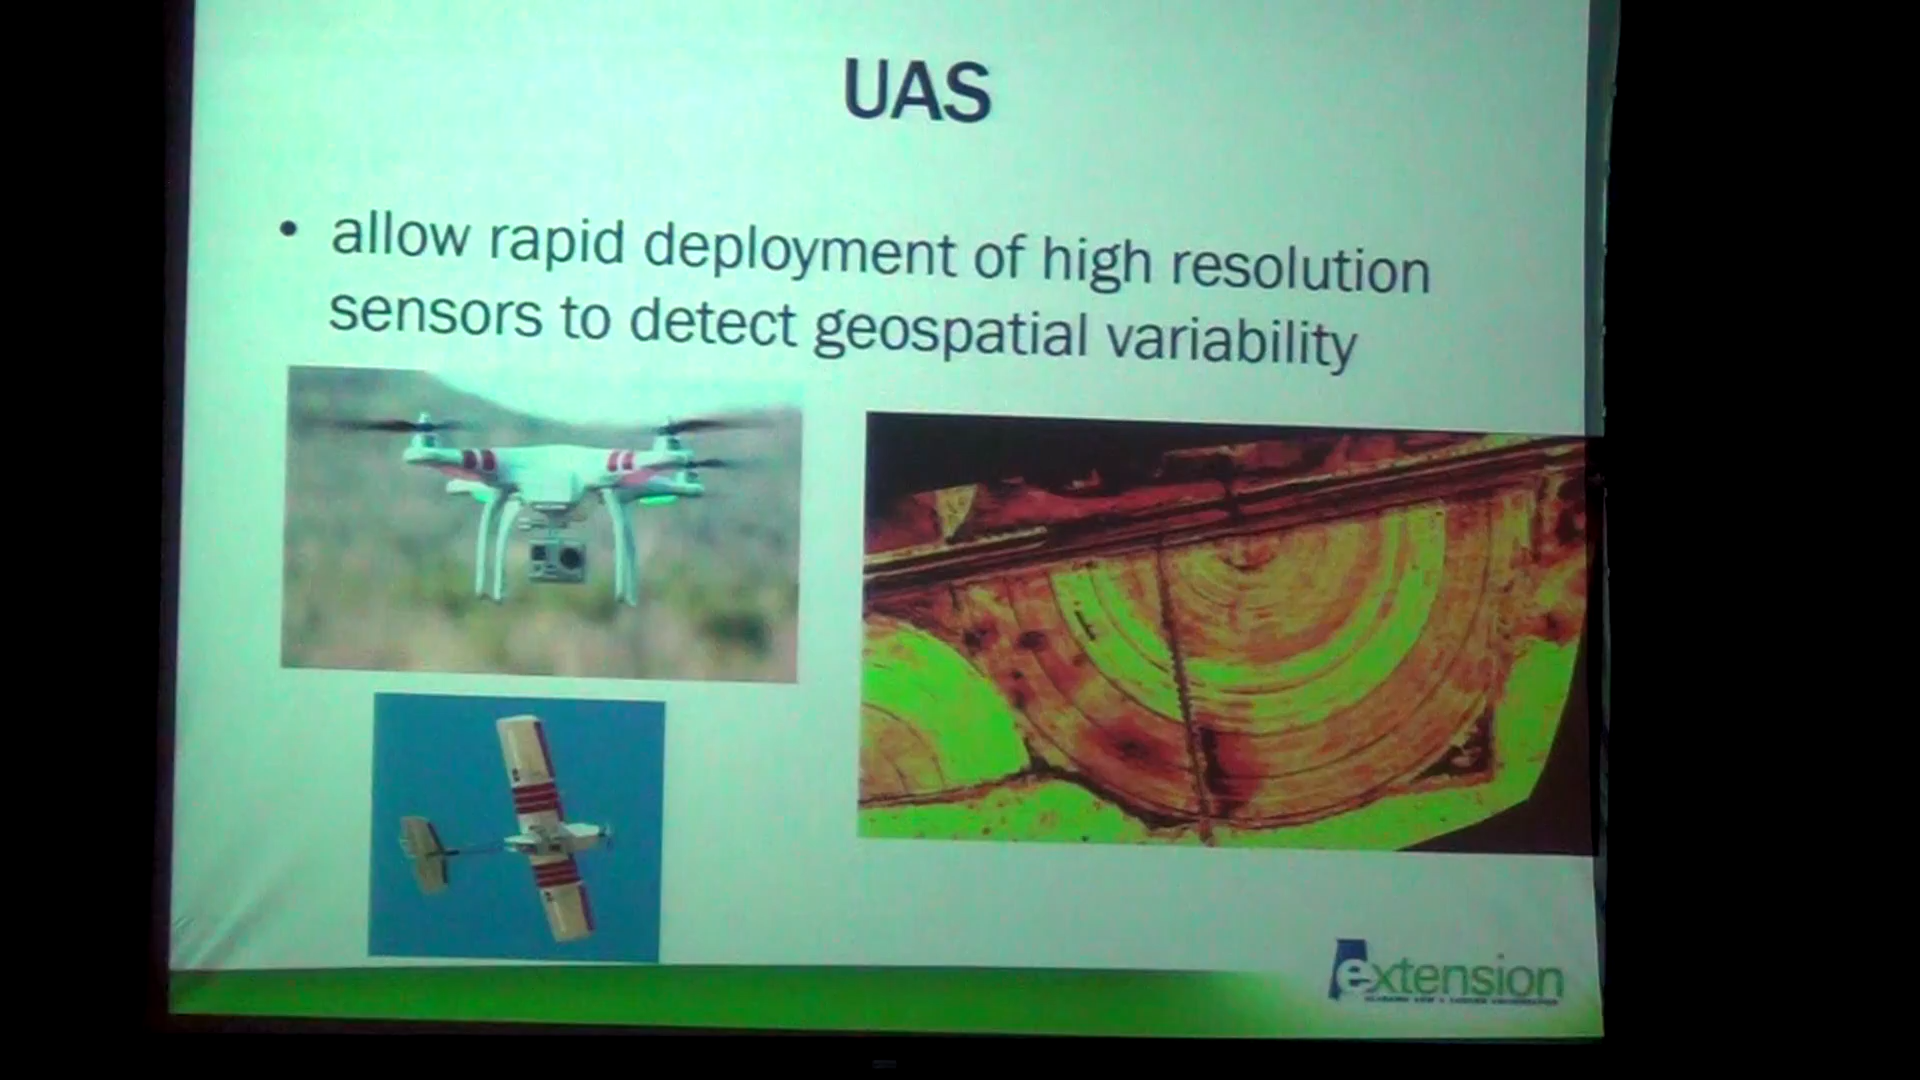 UAS
• allow rapid deployment of high resolution
sensors to detect geospatial variability
extension